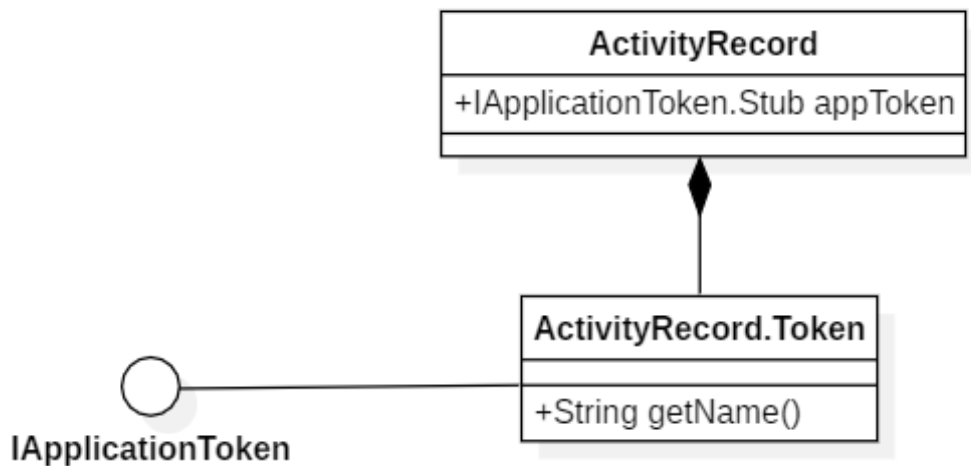 ActivityRecord
+IApplicationToken.Stub appToken
ActivityRecord.Token
+String getName()
IApplicationToken